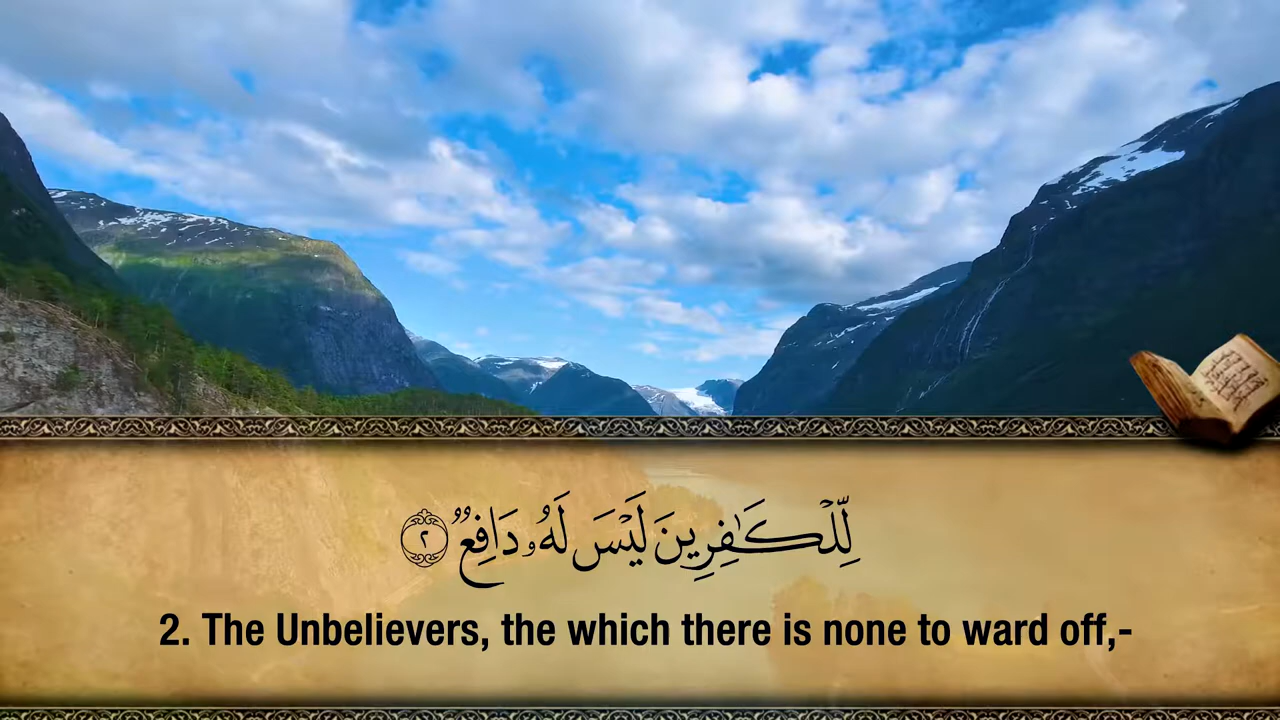 لِّلْكَـٰفِرِينَ لَيْسَ لَهُۥ دَافِعٌ ٢
2. The Unbelievers, the which there is none to ward off,-